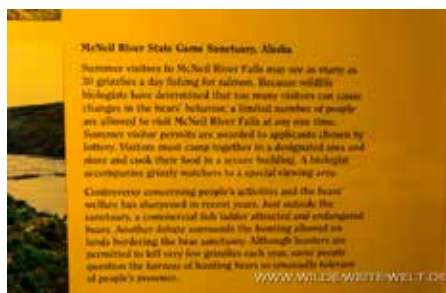 McNeil River State Game Sanctuary, Alaska
Summer visitors to McNeil River Falls may see as many as
30 grizzlies a day fishing for salmon. Because wildlife
biologists have determined that too many visitors can cause
changes in the bears' behavior, a limited number of people
are allowed to visit McNeil River Falls at any one time.
Summer visitor permits are awarded to applicants chosen by
lottery. Visitors must camp together in a designated area and
store and cook their food in a secure building. A biologist
accompanies grizzly watchers to a special viewing area.
Controversy concerning people's activities and the bears'
welfare has sharpened in recent years. Just outside the
sanctuary, a commercial fish ladder attracted and endangered
bears. Another debate surrounds the hunting allowed on
lands bordering the bear sanctuary. Although hunters are
permitted to kill very few grizzlies each year, some people
question the fairness of hunting bears so unusually tolerant
of people's presence.
WWW.WILDE-WEITE-WELT.DE